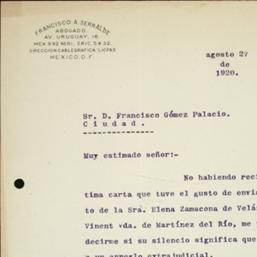 FRANCISCO A. SERRALDE
ABOGADO
AV. URUGUAY, 16.
MEX. 992 NERI. ERIC. 54-32.
DIRECCION CABLEGRAFICA "LICFAS"
MEXICO, D. F.
agosto 27
de
1920.
Sr. D. Francisco Gómez Palacio.
C i u d a d .
---------------
Muy estimado señor:-
No habiendo reci
tima carta que tuve el gusto de envia
to de la Sra. Elena Zamacona de Velá
Vinent vda. de Martínez del Río, me
decirme si su silencio significa que
a un arreglo extrajudicial.